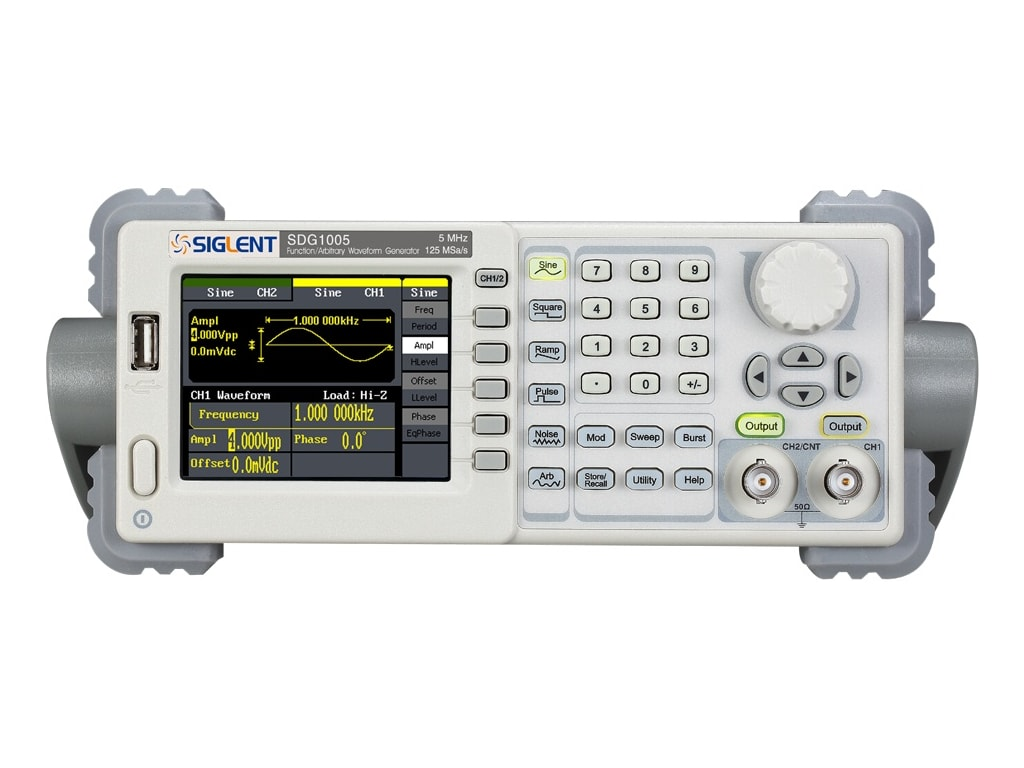 SIGLENT SDG1005 5 MHz
Function/Arbitrary Waveform Generator 125 MSa/s
Sine CH2 Sine CH1 Sine
Freq
Period
Ampl
HLevel
Offset
LLevel
Phase
EqPhase
Ampl
4.000Vpp
0.0mVdc
1.000 000kHz
CH1 Waveform Load: Hi-Z
Frequency 1.000 000kHz
Ampl 4.000Vpp Phase 0.0°
Offset 0.0mVdc
CH1/2
Sine
Square
Ramp
Pulse
Noise
Arb
7 8 9
4 5 6
1 2 3
· 0 +/-
Mod Sweep Burst
Store/
Recall Utility Help
Output Output
CH2/CNT CH1
50Ω